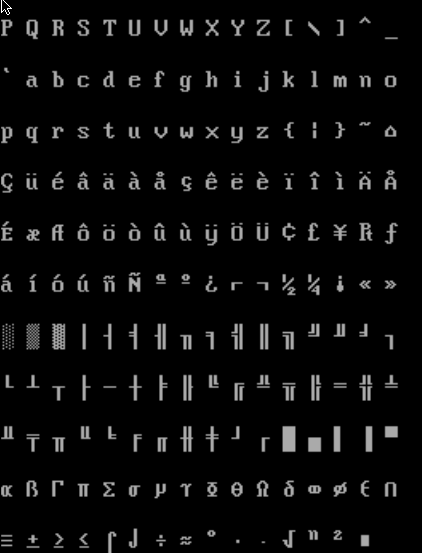 P Q R S T U V W X Y Z [ \ ] ^ _
` a b c d e f g h i j k l m n o
p q r s t u v w x y z { ¦ } ~ ⌂
Ç ü é â ä à å ç ê ë è ï î ì Ä Å
É æ Æ ô ö ò û ù ÿ Ö Ü ¢ £ ¥ ₧ ƒ
á í ó ú ñ Ñ ª º ¿ ⌐ ¬ ½ ¼ ¡ « »
░ ▒ ▓ │ ┤ ╡ ╢ ╖ ╕ ╣ ║ ╗ ╝ ╜ ╛ ┐
└ ┴ ┬ ├ ─ ┼ ╞ ╟ ╚ ╔ ╩ ╦ ╠ ═ ╬ ╧
╨ ╤ ╥ ╙ ╘ ╒ ╓ ╫ ╪ ┘ ┌ █ ▄ ▌ ▐ ▀
α ß Γ π Σ σ µ τ Φ Θ Ω δ ∞ φ ε ∩
≡ ± ≥ ≤ ⌠ ⌡ ÷ ≈ ° ∙ · √ ⁿ ² ■